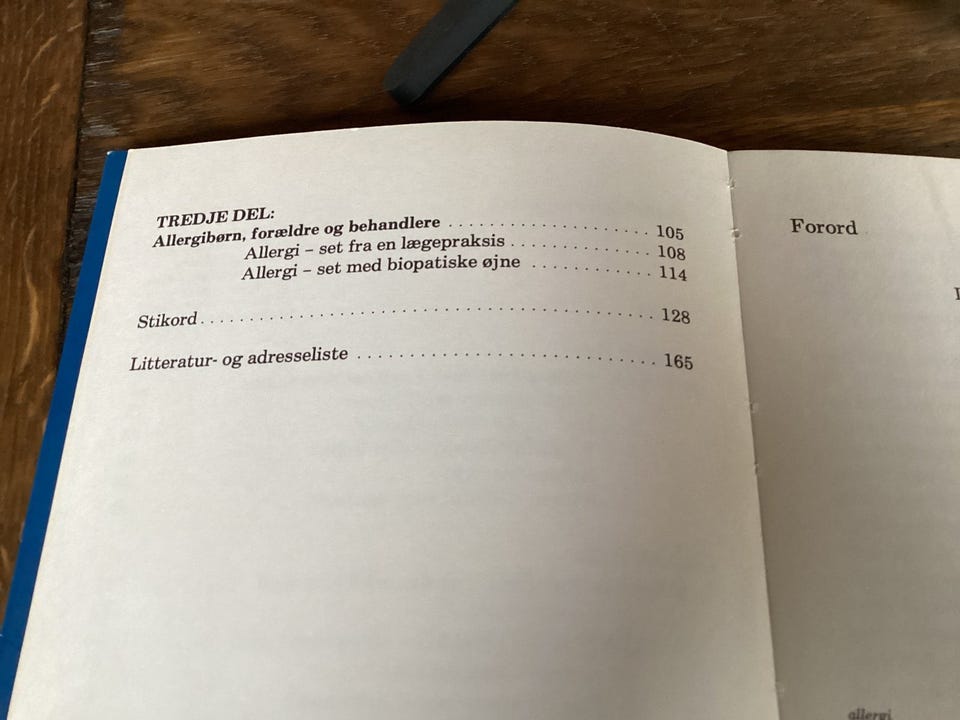 TREDJE DEL:
Allergibørn, forældre og behandlere . . . . . . . . . . . . . . . . . . . . 105
Allergi – set fra en lægepraksis . . . . . . . . . . . . . . 108
Allergi – set med biopatiske øjne . . . . . . . . . . . . 114
Stikord . . . . . . . . . . . . . . . . . . . . . . . . . . . . . . . . . . . . . . . . . . . 128
Litteratur- og adresseliste . . . . . . . . . . . . . . . . . . . . . . . . . . . . 165
Forord
allergi